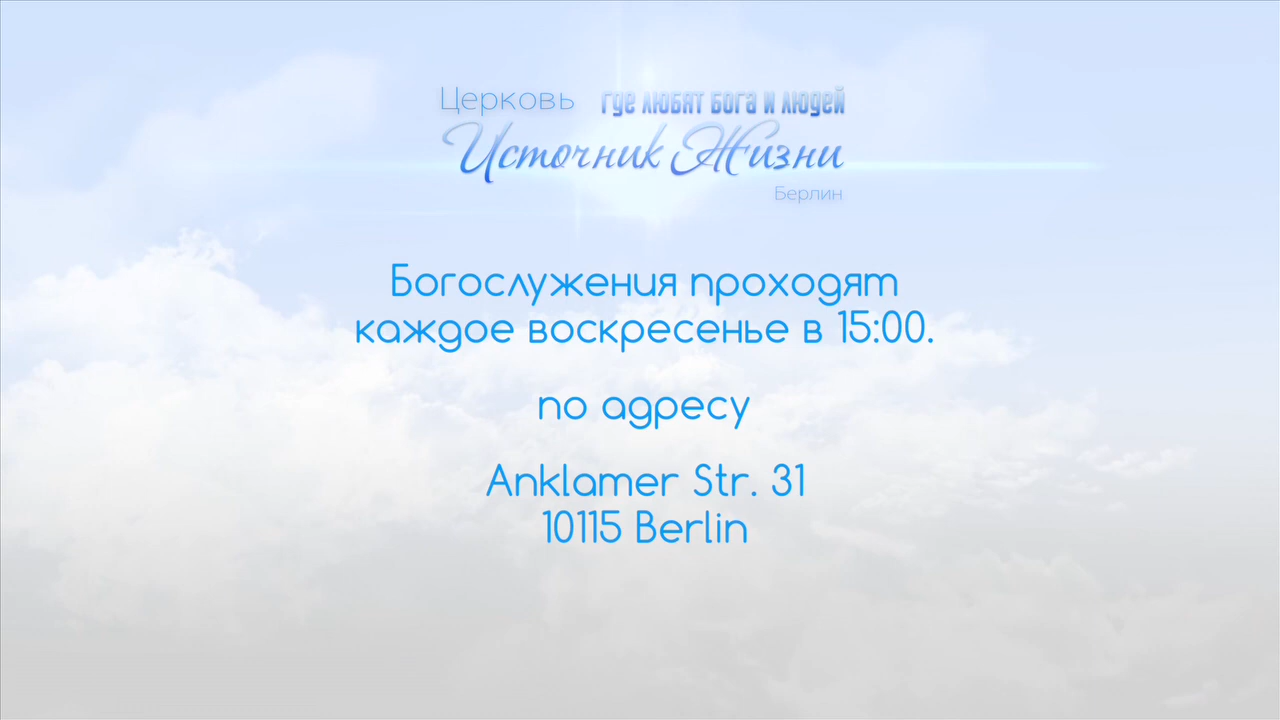 Церковь где любят бога и людей
Источник Жизни
Берлин
Богослужения проходят
каждое воскресенье в 15:00.
по адресу
Anklamer Str. 31
10115 Berlin